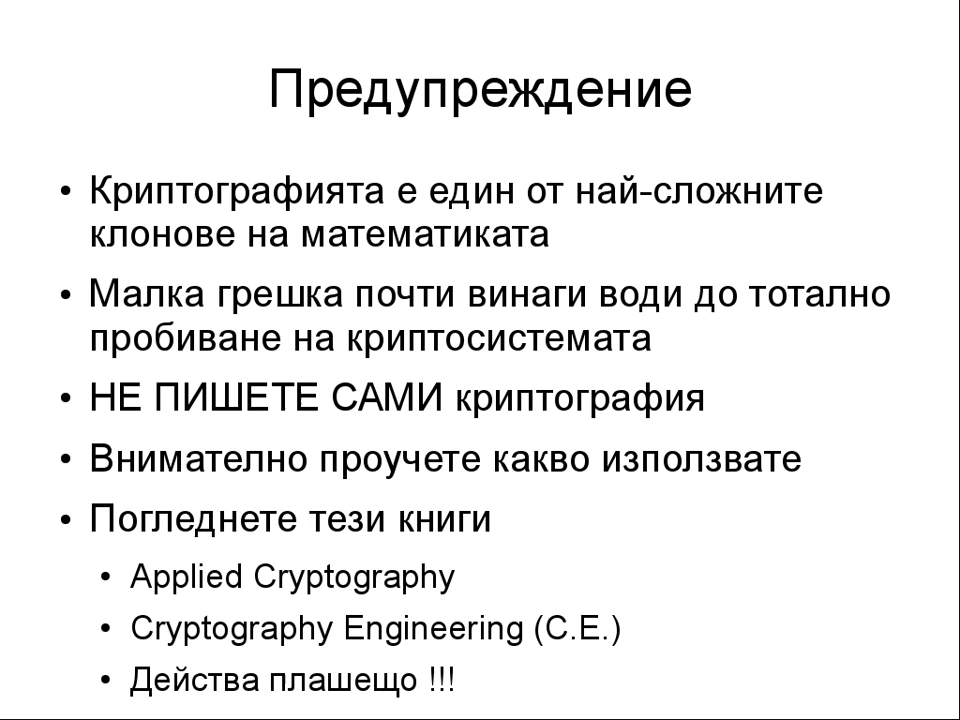 Предупреждение
• Криптографията е един от най-сложните
клонове на математиката
• Малка грешка почти винаги води до тотално
пробиване на криптосистемата
• НЕ ПИШЕТЕ САМИ криптография
• Внимателно проучете какво използвате
• Погледнете тези книги
• Applied Cryptography
• Cryptography Engineering (C.E.)
• Действа плашещо !!!